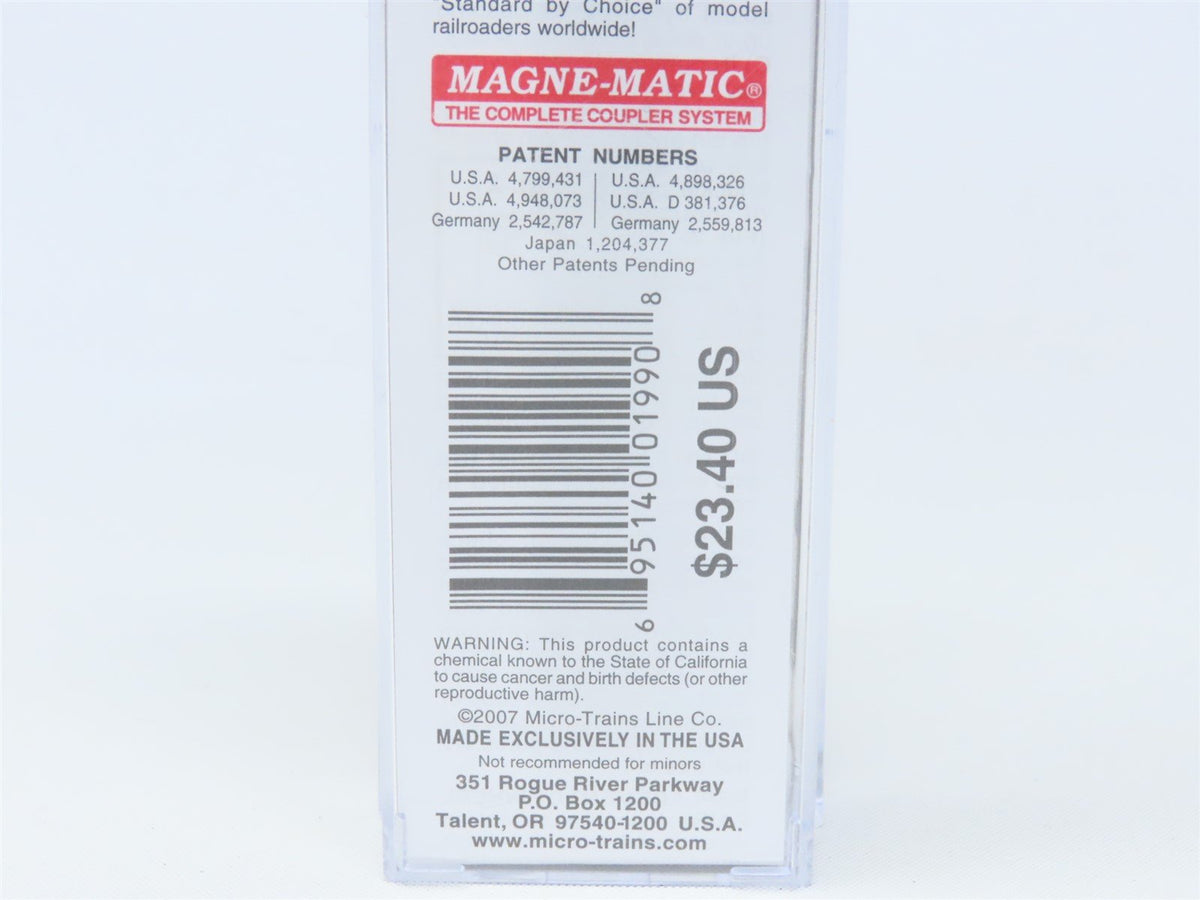 "Standard by Choice" of model
railroaders worldwide!
MAGNE-MATIC®
THE COMPLETE COUPLER SYSTEM
PATENT NUMBERS
U.S.A. 4,799,431 | U.S.A. 4,898,326
U.S.A. 4,948,073 | U.S.A. D 381,376
Germany 2,542,787 | Germany 2,559,813
Japan 1,204,377
Other Patents Pending
6 95140 01990 8
$23.40 US
WARNING: This product contains a
chemical known to the State of California
to cause cancer and birth defects (or other
reproductive harm).
©2007 Micro-Trains Line Co.
MADE EXCLUSIVELY IN THE USA
Not recommended for minors
351 Rogue River Parkway
P.O. Box 1200
Talent, OR 97540-1200 U.S.A.
www.micro-trains.com